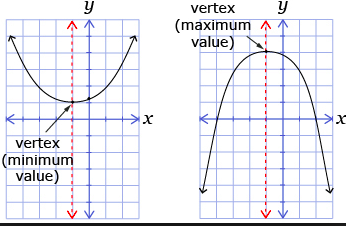 y
x
vertex
(minimum
value)
vertex
(maximum
value)
y
x